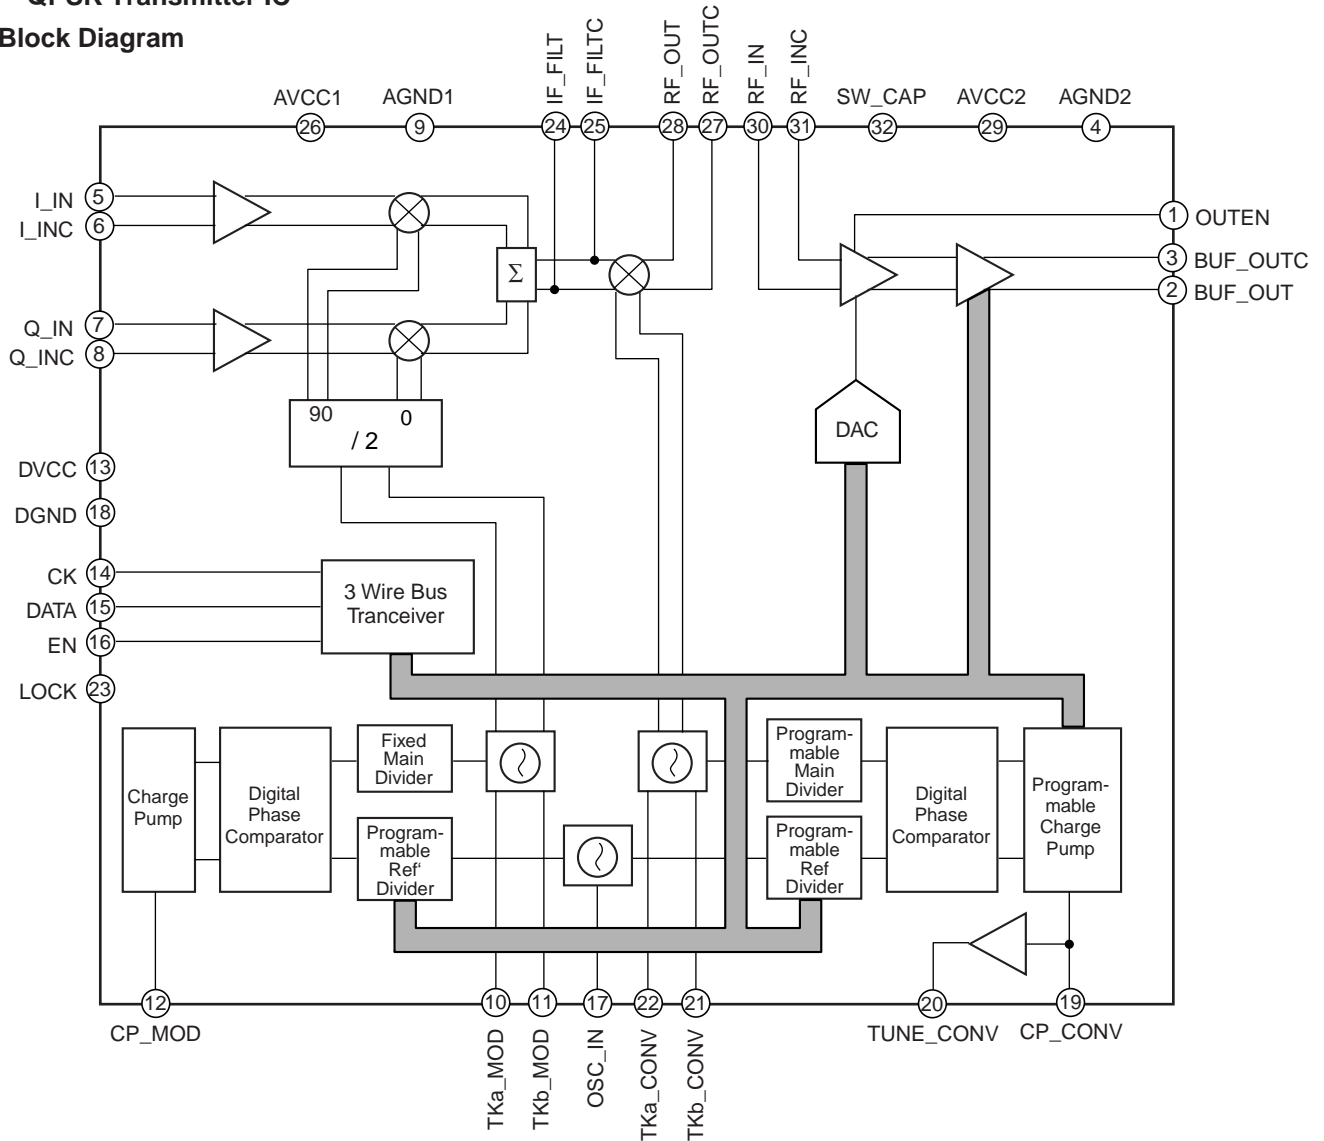 QPSK Transmitter IC
Block Diagram
IF_FILT
IF_FILTC
RF_OUT
RF_OUTC
RF_IN
RF_INC
AVCC1
AGND1
SW_CAP
AVCC2
AGND2
26
9
24
25
28
27
30
31
32
29
4
I_IN
5
I_INC
6
1
OUTEN
3
BUF_OUTC
2
BUF_OUT
Σ
Q_IN
7
Q_INC
8
90
0
/ 2
DAC
DVCC
13
DGND
18
CK
14
DATA
15
EN
16
LOCK
23
3 Wire Bus
Tranceiver
Charge
Pump
Digital
Phase
Comparator
Fixed
Main
Divider
Program-
mable
Ref‘
Divider
Program-
mable
Main
Divider
Program-
mable
Ref
Divider
Digital
Phase
Comparator
Program-
mable
Charge
Pump
12
10
11
17
22
21
20
19
CP_MOD
TKa_MOD
TKb_MOD
OSC_IN
TKa_CONV
TKb_CONV
TUNE_CONV
CP_CONV